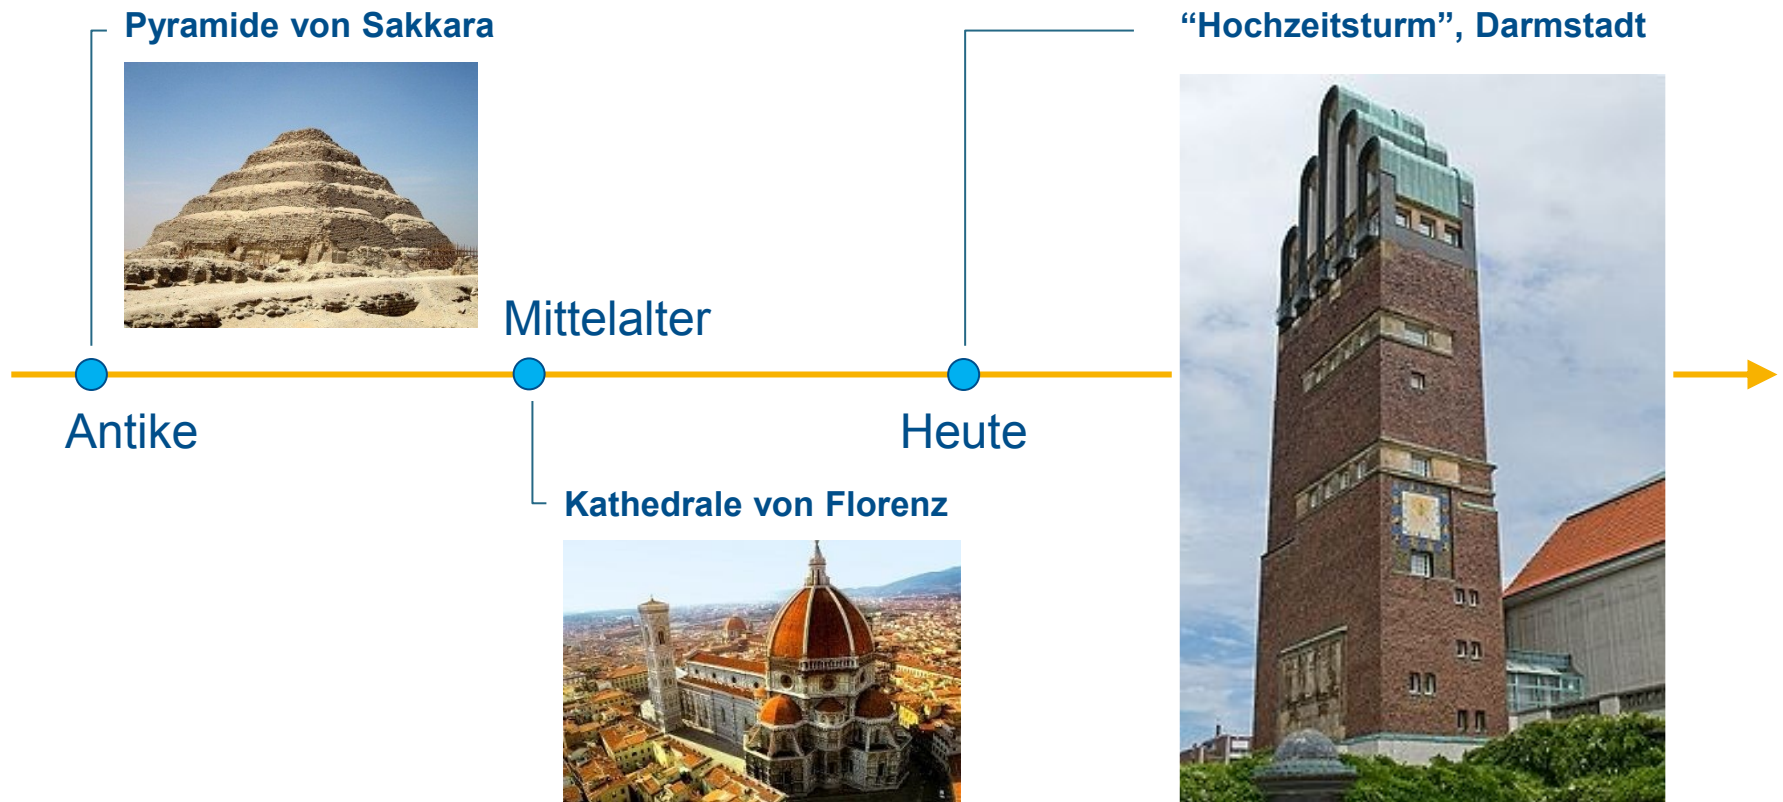 Pyramide von Sakkara
“Hochzeitsturm”, Darmstadt
Mittelalter
Antike
Heute
Kathedrale von Florenz